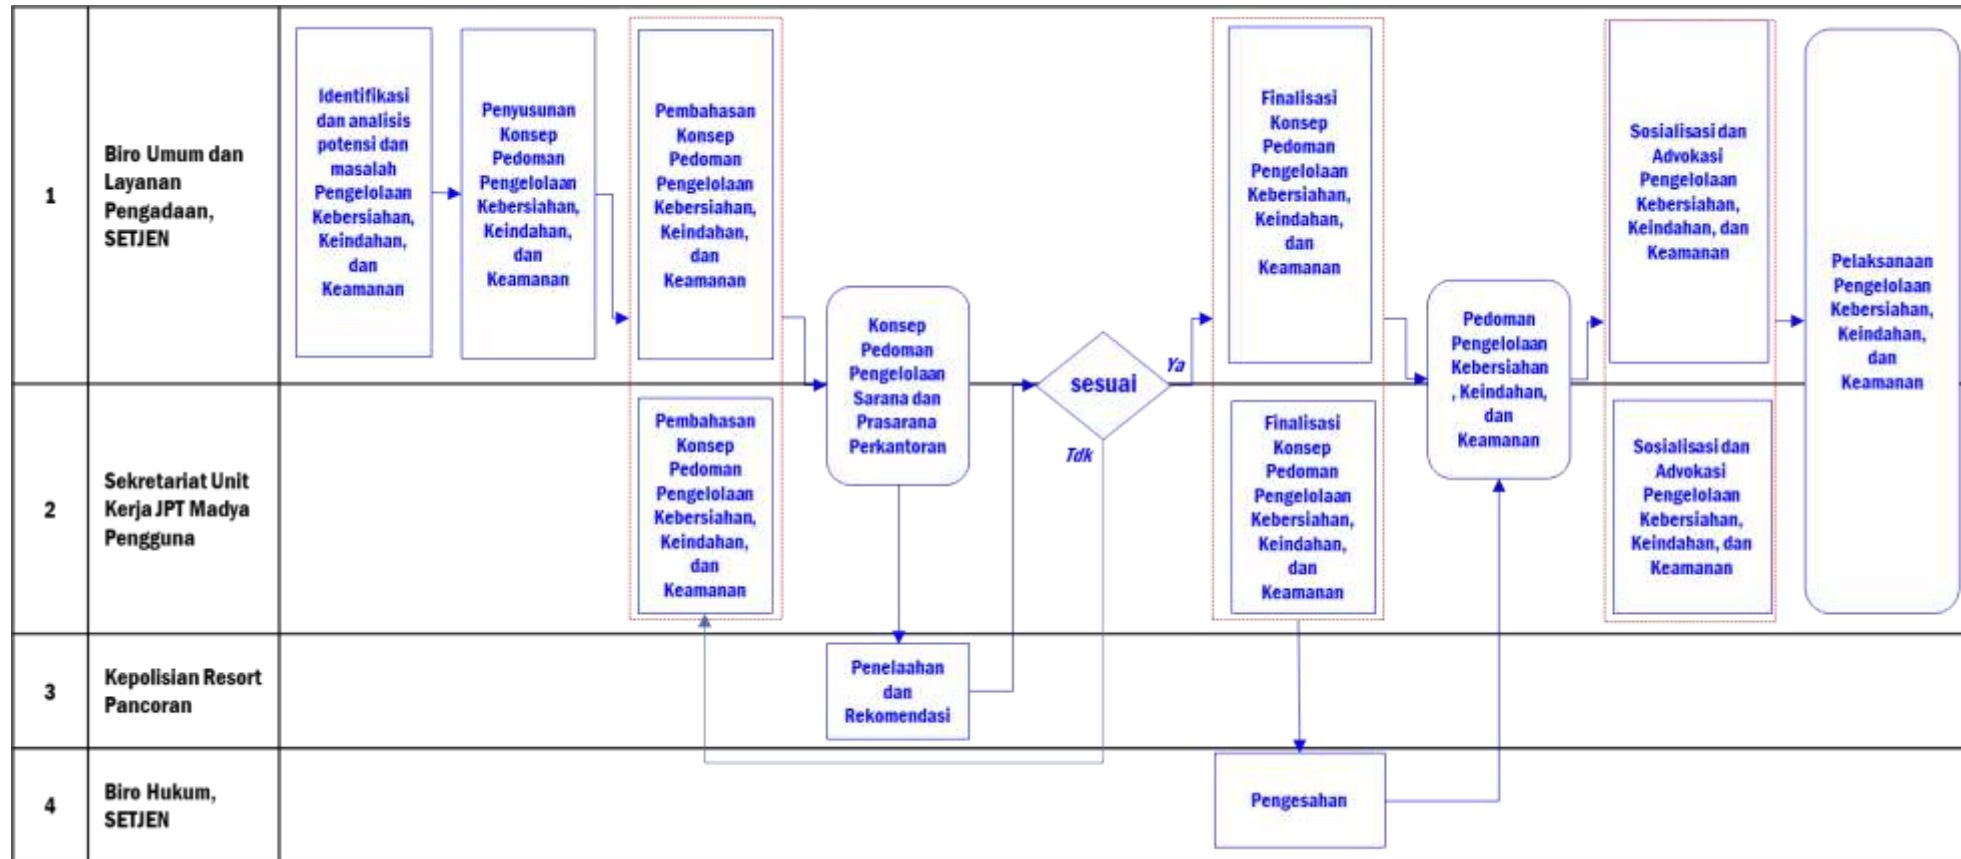 1
Biro Umum dan
Layanan
Pengadaan,
SETJEN
Identifikasi
dan analisis
potensi dan
masalah
Pengelolaan
Kebersiahan,
Keindahan,
dan
Keamanan
Penyusunan
Konsep
Pedoman
Pengelolaan
Kebersiahan,
Keindahan,
dan
Keamanan
Pembahasan
Konsep
Pedoman
Pengelolaan
Kebersiahan,
Keindahan,
dan
Keamanan
Konsep
Pedoman
Pengelolaan
Sarana dan
Prasarana
Perkantoran
sesuai
Ya
Tdk
Finalisasi
Konsep
Pedoman
Pengelolaan
Kebersiahan,
Keindahan,
dan
Keamanan
Pedoman
Pengelolaan
Kebersiahan
, Keindahan,
dan
Keamanan
Sosialisasi dan
Advokasi
Pengelolaan
Kebersiahan,
Keindahan, dan
Keamanan
Pelaksanaan
Pengelolaan
Kebersiahan,
Keindahan,
dan
Keamanan
2
Sekretariat Unit
Kerja JPT Madya
Pengguna
Pembahasan
Konsep
Pedoman
Pengelolaan
Kebersiahan,
Keindahan,
dan
Keamanan
Finalisasi
Konsep
Pedoman
Pengelolaan
Kebersiahan,
Keindahan,
dan
Keamanan
Sosialisasi dan
Advokasi
Pengelolaan
Kebersiahan,
Keindahan, dan
Keamanan
3
Kepolisian Resort
Pancoran
Penelaahan
dan
Rekomendasi
4
Biro Hukum,
SETJEN
Pengesahan